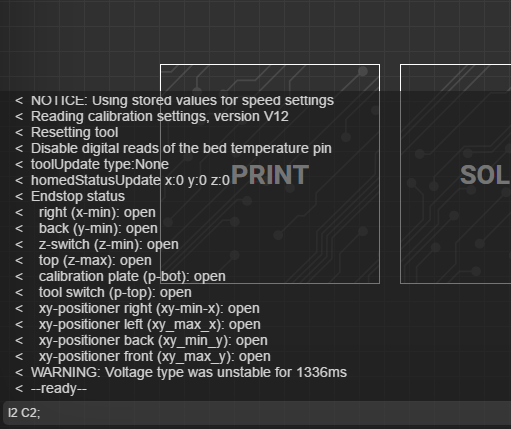 < NOTICE: Using stored values for speed settings
< Reading calibration settings, version V12
< Resetting tool
< Disable digital reads of the bed temperature pin
< toolUpdate type:None
< homedStatusUpdate x:0 y:0 z:0
PRINT
SOL
< Endstop status
< right (x-min): open
< back (y-min): open
< z-switch (z-min): open
< top (z-max): open
< calibration plate (p-bot): open
< tool switch (p-top): open
< xy-positioner right (xy-min-x): open
< xy-positioner left (xy_max_x): open
< xy-positioner back (xy_min_y): open
< xy-positioner front (xy_max_y): open
< WARNING: Voltage type was unstable for 1336ms
< --ready--
I2 C2;